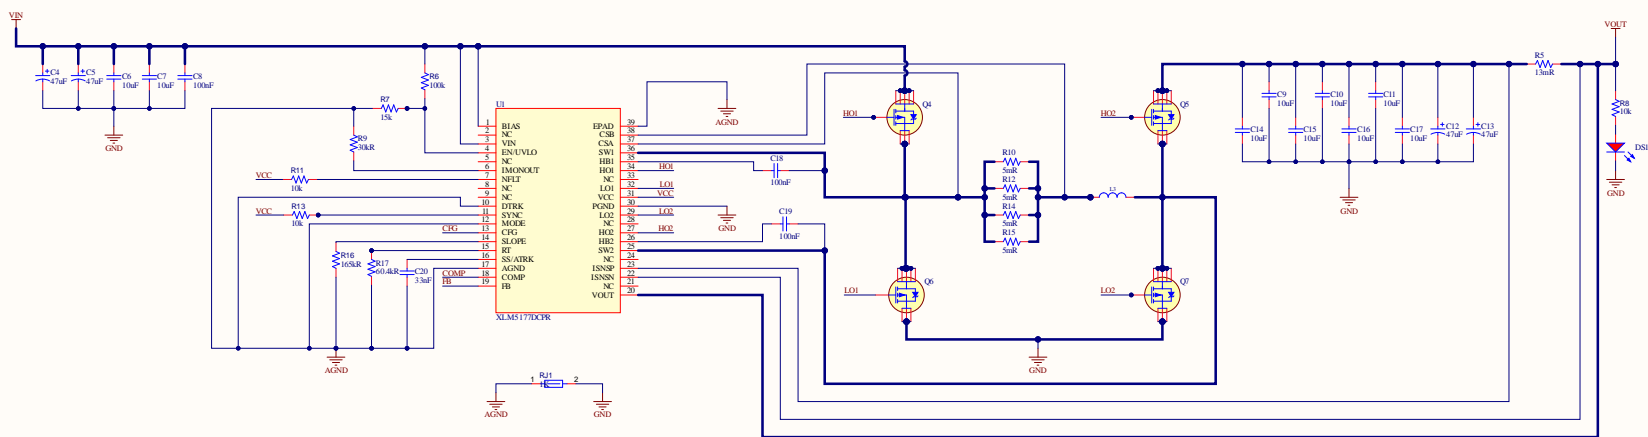 VIN
VOUT
C4
47uF
C5
47uF
C6
10uF
C7
10uF
C8
100nF
GND
R6
100k
R7
15k
R9
30kR
VCC
R11
10k
VCC
R13
10k
CFG
R16
165kR
R17
60.4kR
C20
33nF
COMP
FB
AGND
U1
1 BIAS
2 NC
3 VIN
4 EN/UVLO
5 NC
6 IMONOUT
7 NFLT
8 NC
9 NC
10 DTRK
11 SYNC
12 MODE
13 CFG
14 SLOPE
15 RT
16 SS/ATRK
17 AGND
18 COMP
19 FB
EPAD 39
CSB 38
CSA 37
SW1 36
HB1 35
HO1 34
NC 33
LO1 32
VCC 31
PGND 30
LO2 29
NC 28
HO2 27
HB2 26
SW2 25
NC 24
ISNSP 23
ISNSN 22
NC 21
VOUT 20
XLM5177DCPR
HO1
LO1
VCC
LO2
HO2
AGND
GND
C18
100nF
C19
100nF
HO1
Q4
LO1
Q6
R10
5mR
R12
5mR
R14
5mR
R15
5mR
HO2
Q5
LO2
Q7
GND
C14
10uF
C9
10uF
C15
10uF
C10
10uF
C16
10uF
C11
10uF
C17
10uF
C12
47uF
C13
47uF
GND
R5
13mR
R8
10k
DS1
GND
RJ1
1
2
AGND
GND